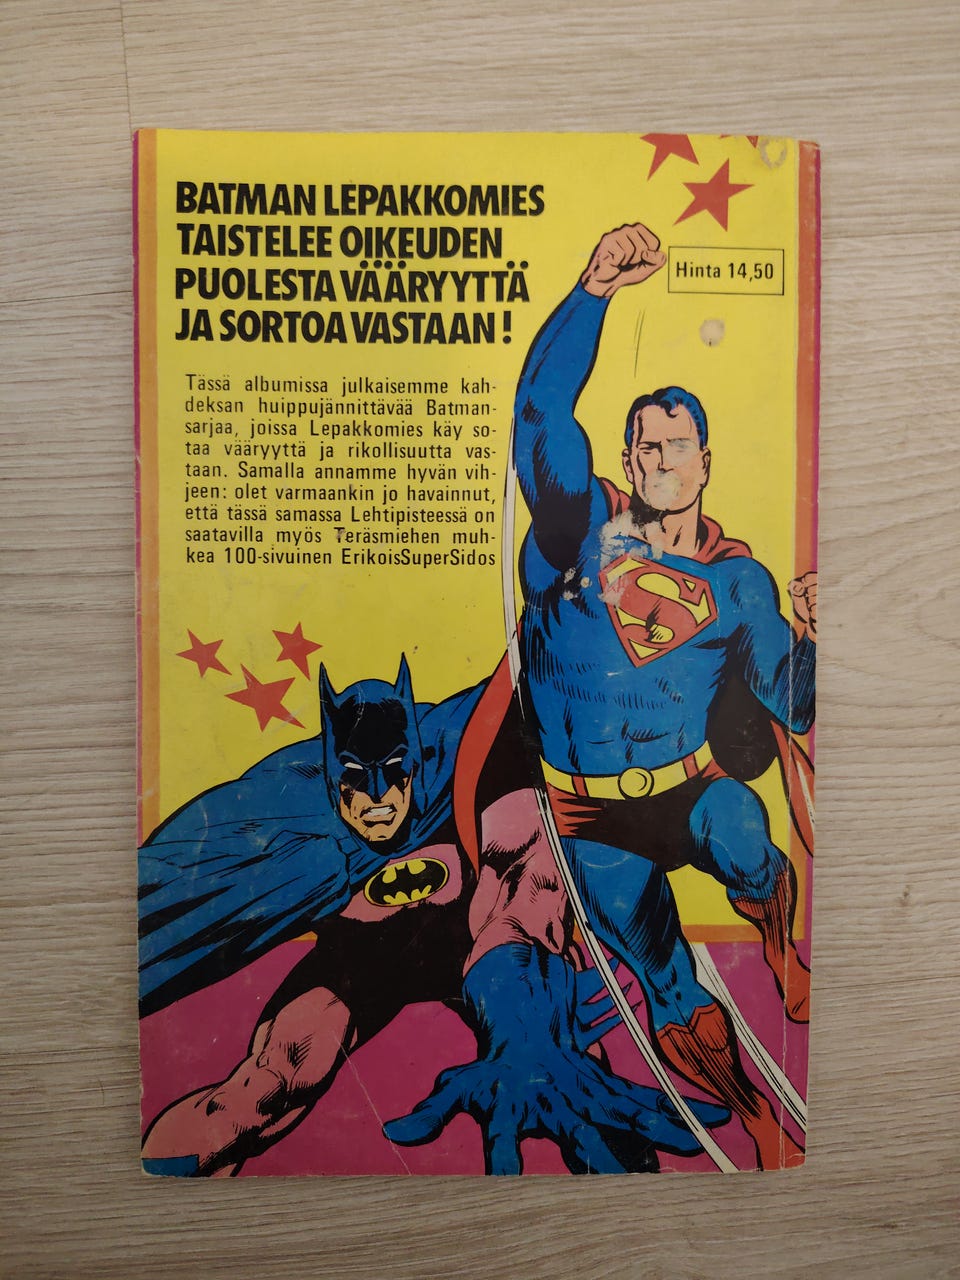 BATMAN LEPAKKOMIES
TAISTELEE OIKEUDEN
PUOLESTA VÄÄRYYTTÄ
JA SORTOA VASTAAN!
Hinta 14,50
Tässä albumissa julkaisemme kah-
deksan huippujännittävää Batman-
sarjaa, joissa Lepakkomies käy so-
taa vääryyttä ja rikollisuutta vas-
taan. Samalla annamme hyvän vih-
jeen: olet varmaankin jo havainnut,
että tässä samassa Lehtipisteessä on
saatavilla myös Teräsmiehen muh-
kea 100-sivuinen ErikoisSuperSidos
S